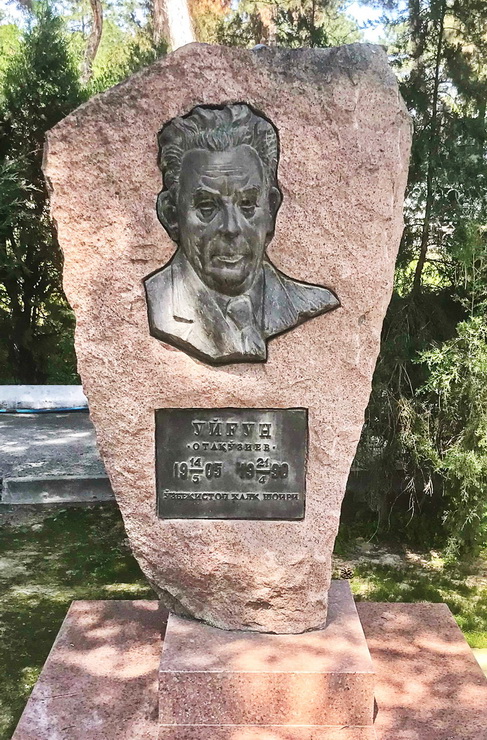 УЙҒУН
·ОТАҚЎЗИЕВ·
19 14/5 05 19 21/4 90
ЎЗБЕКИСТОН ХАЛҚ ШОИРИ